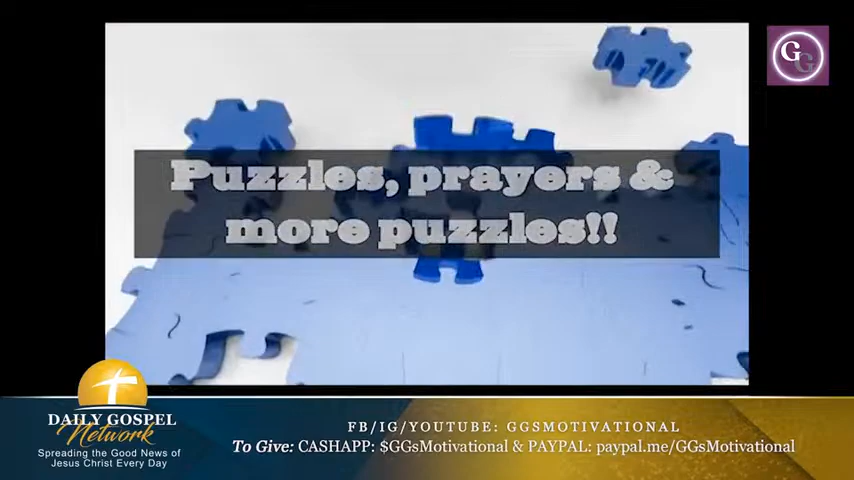 GG
Puzzles, prayers &
more puzzles!!
DAILY GOSPEL
Network
Spreading the Good News of
Jesus Christ Every Day
FB/IG/YOUTUBE: GGSMOTIVATIONAL
To Give: CASHAPP: $GGsMotivational & PAYPAL: paypal.me/GGsMotivational